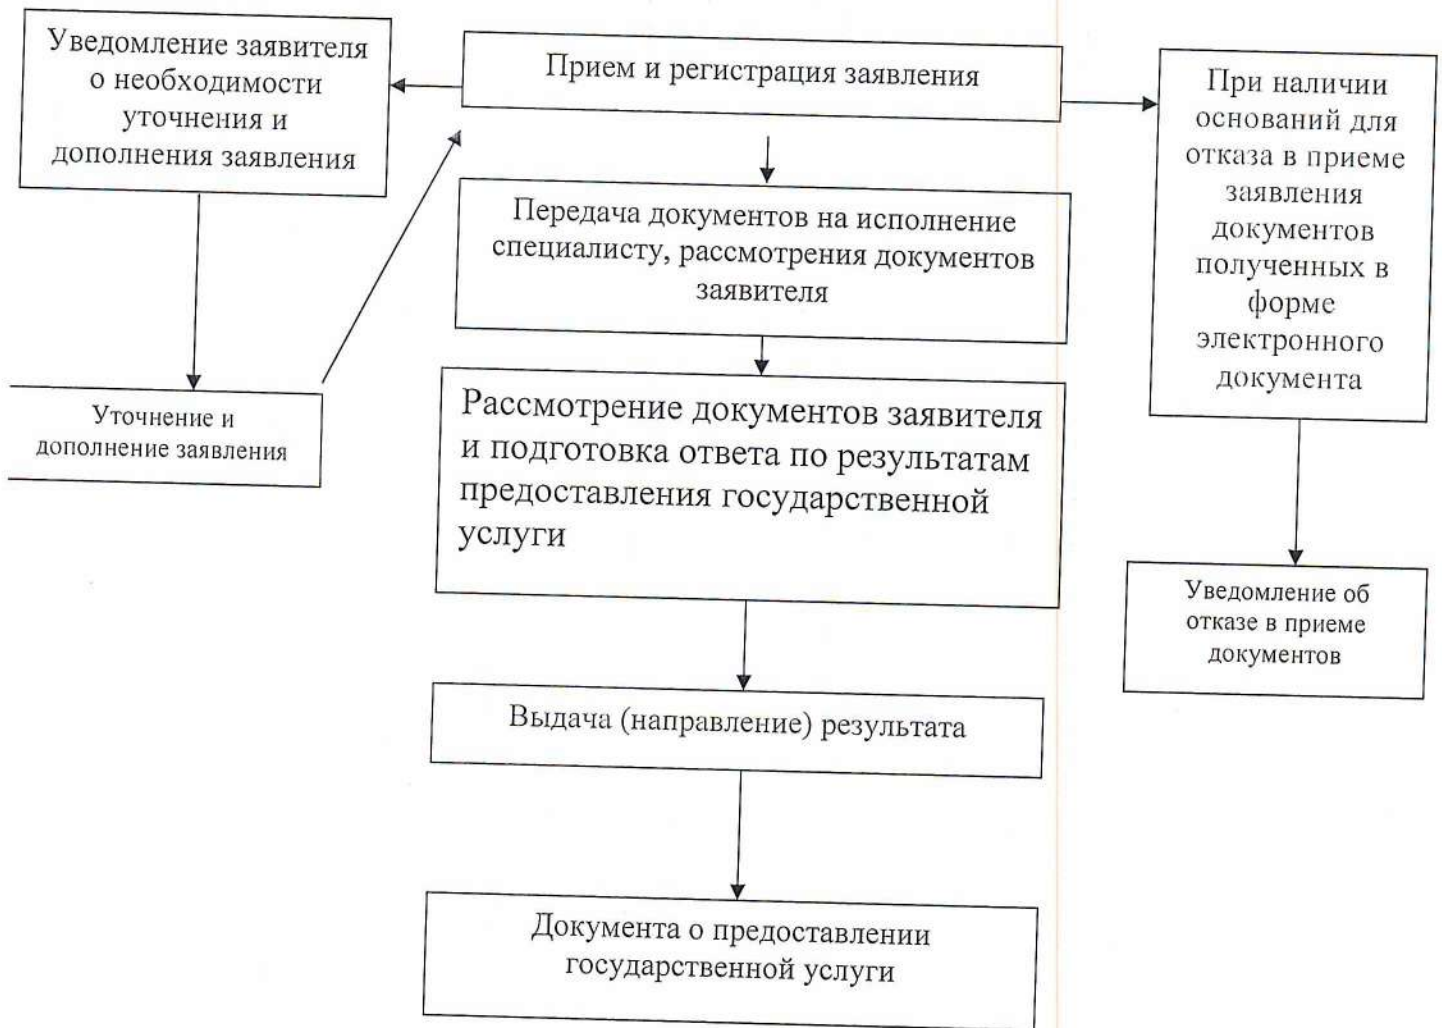 Уведомление заявителя
о необходимости
уточнения и
дополнения заявления
Прием и регистрация заявления
При наличии
оснований для
отказа в приеме
заявления
документов
полученных в
форме
электронного
документа
Передача документов на исполнение
специалисту, рассмотрения документов
заявителя
Уточнение и
дополнение заявления
Рассмотрение документов заявителя
и подготовка ответа по результатам
предоставления государственной
услуги
Уведомление об
отказе в приеме
документов
Выдача (направление) результата
Документа о предоставлении
государственной услуги